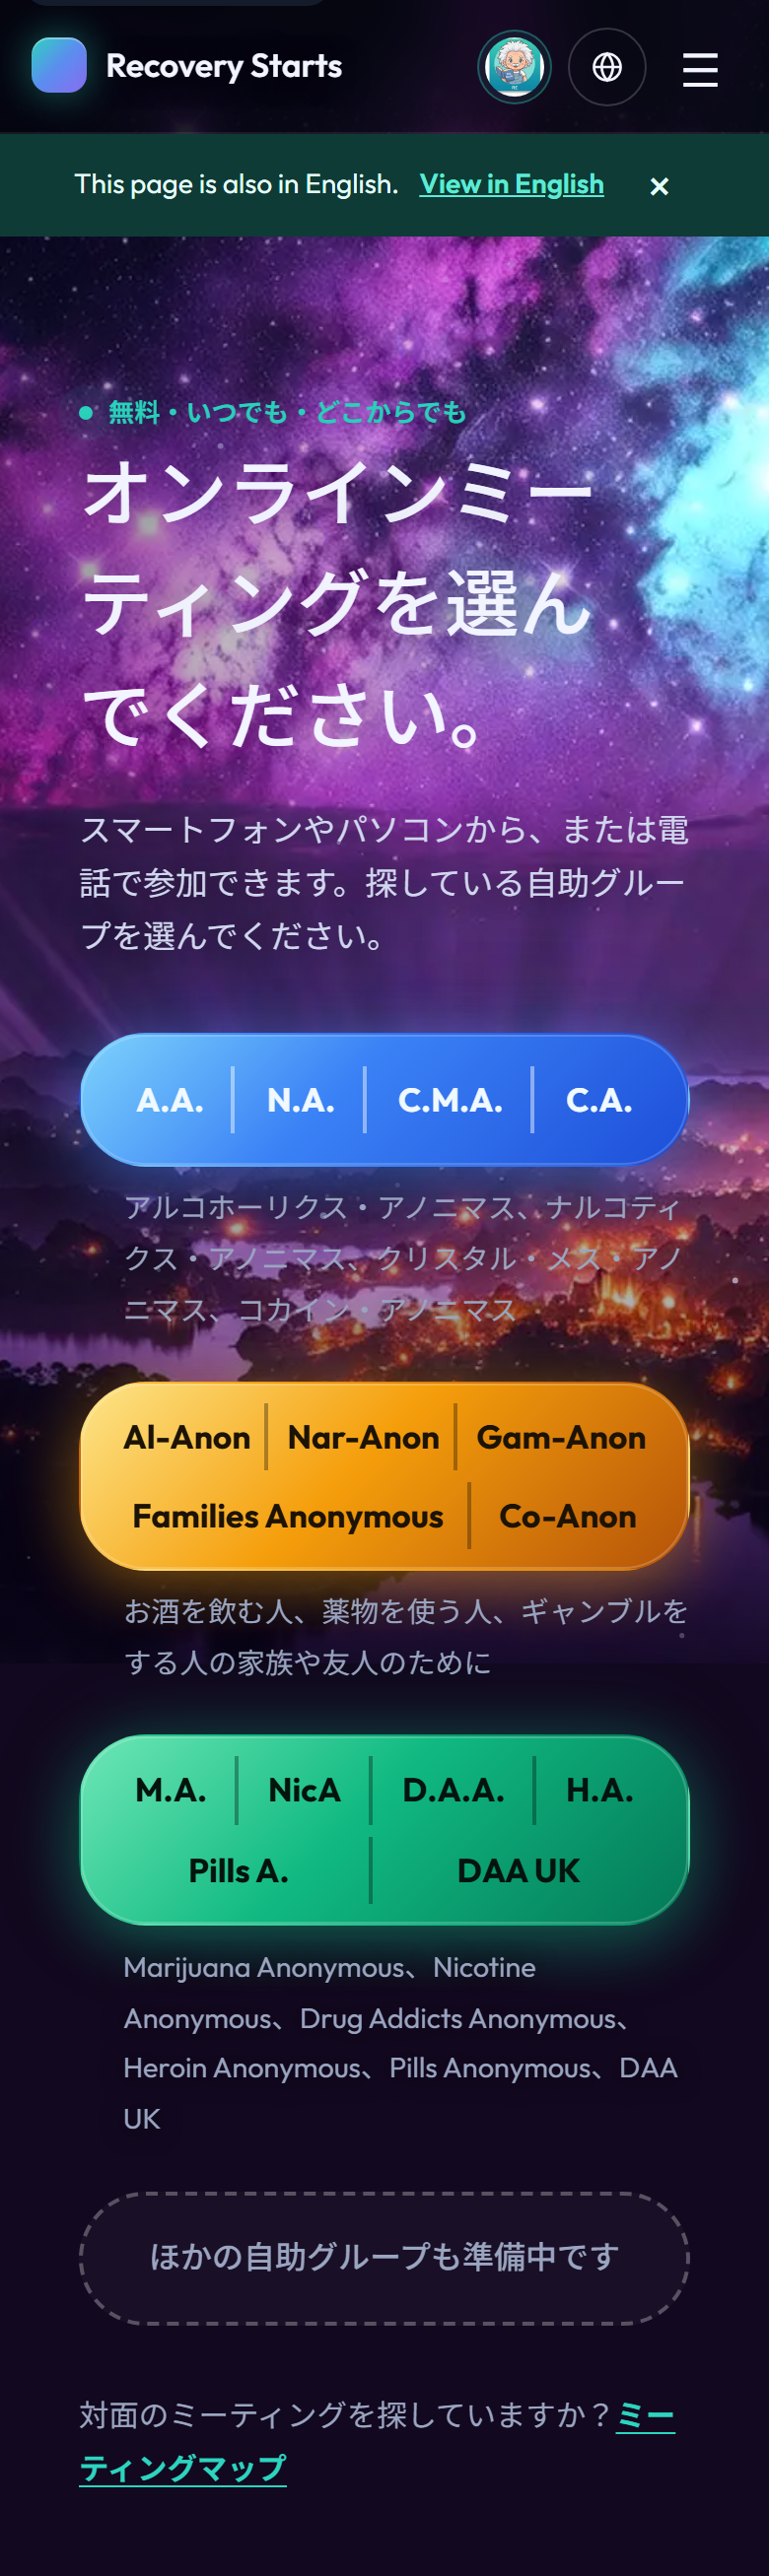 Recovery Starts
This page is also in English. View in English ×
無料・いつでも・どこからでも
オンラインミー
ティングを選ん
でください。
スマートフォンやパソコンから、または電
話で参加できます。探している自助グルー
プを選んでください。
A.A. N.A. C.M.A. C.A.
アルコホーリクス・アノニマス、ナルコティ
クス・アノニマス、クリスタル・メス・アノ
ニマス、コカイン・アノニマス
Al-Anon Nar-Anon Gam-Anon
Families Anonymous Co-Anon
お酒を飲む人、薬物を使う人、ギャンブルを
する人の家族や友人のために
M.A. NicA D.A.A. H.A.
Pills A. DAA UK
Marijuana Anonymous、Nicotine
Anonymous、Drug Addicts Anonymous、
Heroin Anonymous、Pills Anonymous、DAA
UK
ほかの自助グループも準備中です
対面のミーティングを探していますか？ミー
ティングマップ